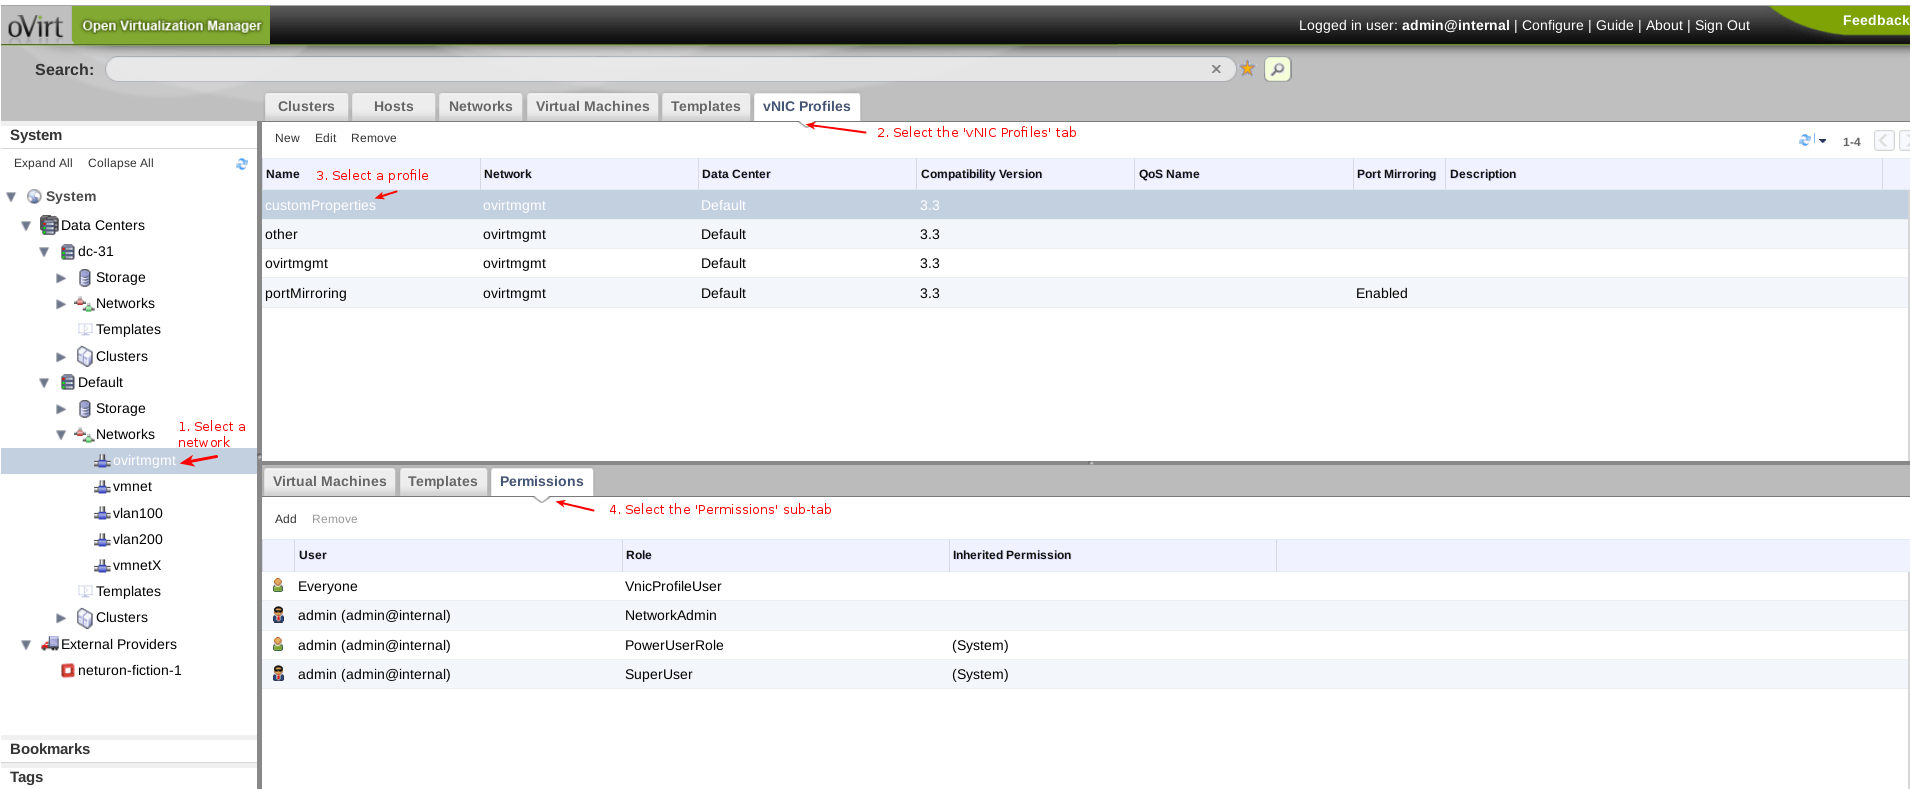 oVirt Open Virtualization Manager
Logged in user: admin@internal | Configure | Guide | About | Sign Out
Feedback
Search:
Clusters Hosts Networks Virtual Machines Templates vNIC Profiles
2. Select the 'vNIC Profiles' tab
System
Expand All Collapse All
System
Data Centers
dc-31
Storage
Networks
Templates
Clusters
Default
Storage
Networks
1. Select a
network
ovirtmgmt
vmnet
vlan100
vlan200
vmnetX
Templates
Clusters
External Providers
neturon-fiction-1
Bookmarks
Tags
New Edit Remove
1-4
Name Network Data Center Compatibility Version QoS Name Port Mirroring Description
3. Select a profile
customProperties ovirtmgmt Default 3.3
other ovirtmgmt Default 3.3
ovirtmgmt ovirtmgmt Default 3.3
portMirroring ovirtmgmt Default 3.3 Enabled
Virtual Machines Templates Permissions
4. Select the 'Permissions' sub-tab
Add Remove
User Role Inherited Permission
Everyone VnicProfileUser
admin (admin@internal) NetworkAdmin
admin (admin@internal) PowerUserRole (System)
admin (admin@internal) SuperUser (System)